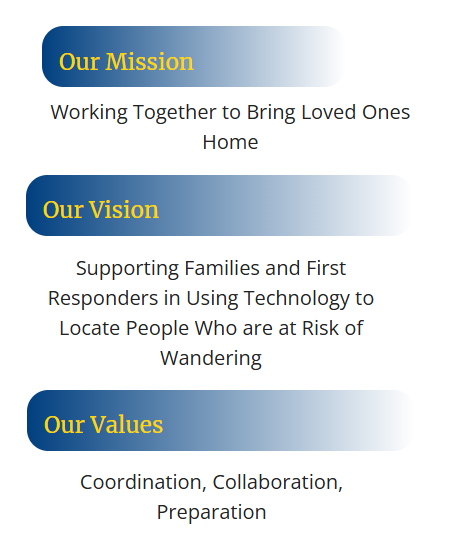 Our Mission
Working Together to Bring Loved Ones
Home
Our Vision
Supporting Families and First
Responders in Using Technology to
Locate People Who are at Risk of
Wandering
Our Values
Coordination, Collaboration,
Preparation